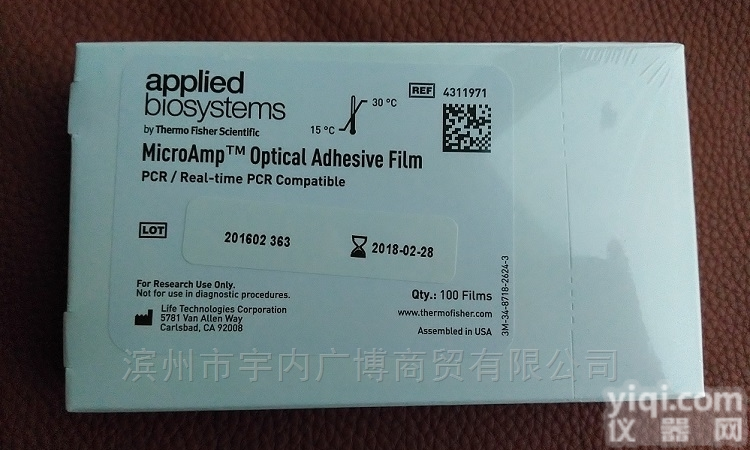 applied
biosystems
by Thermo Fisher Scientific
15 °C
30 °C
REF 4311971
MicroAmp™ Optical Adhesive Film
PCR / Real-time PCR Compatible
LOT
201602 363
2018-02-28
For Research Use Only.
Not for use in diagnostic procedures.
Life Technologies Corporation
5781 Van Allen Way
Carlsbad, CA 92008
Qty.: 100 Films
www.thermofisher.com
Assembled in USA
3M-34-8718-2624-3
滨州市宇内广博商贸有限公司
yiqi.com
仪器网